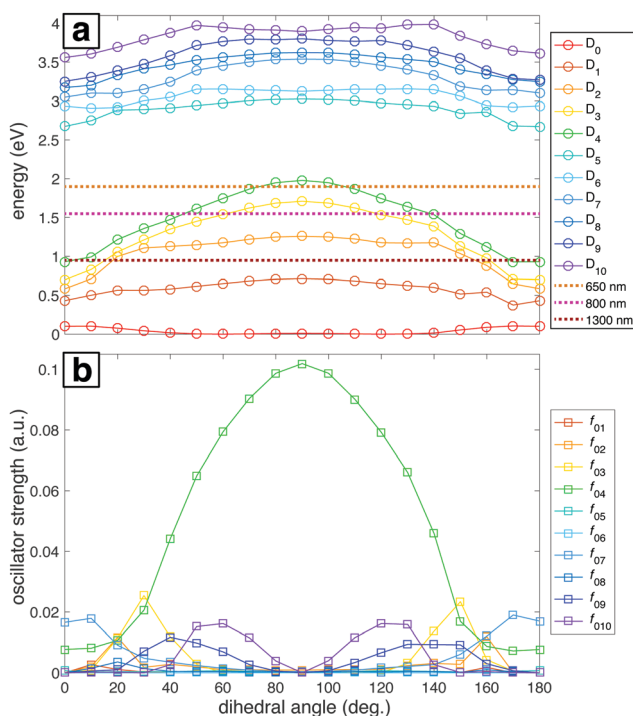 a
4
3.5
3
2.5
2
1.5
1
0.5
0
energy (eV)
D0
D1
D2
D3
D4
D5
D6
D7
D8
D9
D10
650 nm
800 nm
1300 nm
b
0.1
0.08
0.06
0.04
0.02
0
oscillator strength (a.u.)
0 20 40 60 80 100 120 140 160 180
dihedral angle (deg.)
f01
f02
f03
f04
f05
f06
f07
f08
f09
f010